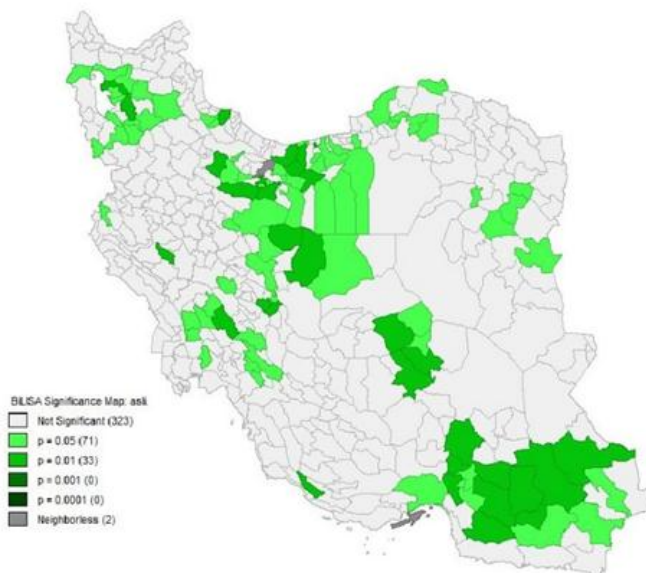 BiLISA Significance Map: asli
Not Significant (323)
p = 0.05 (71)
p = 0.01 (33)
p = 0.001 (0)
p = 0.0001 (0)
Neighborless (2)